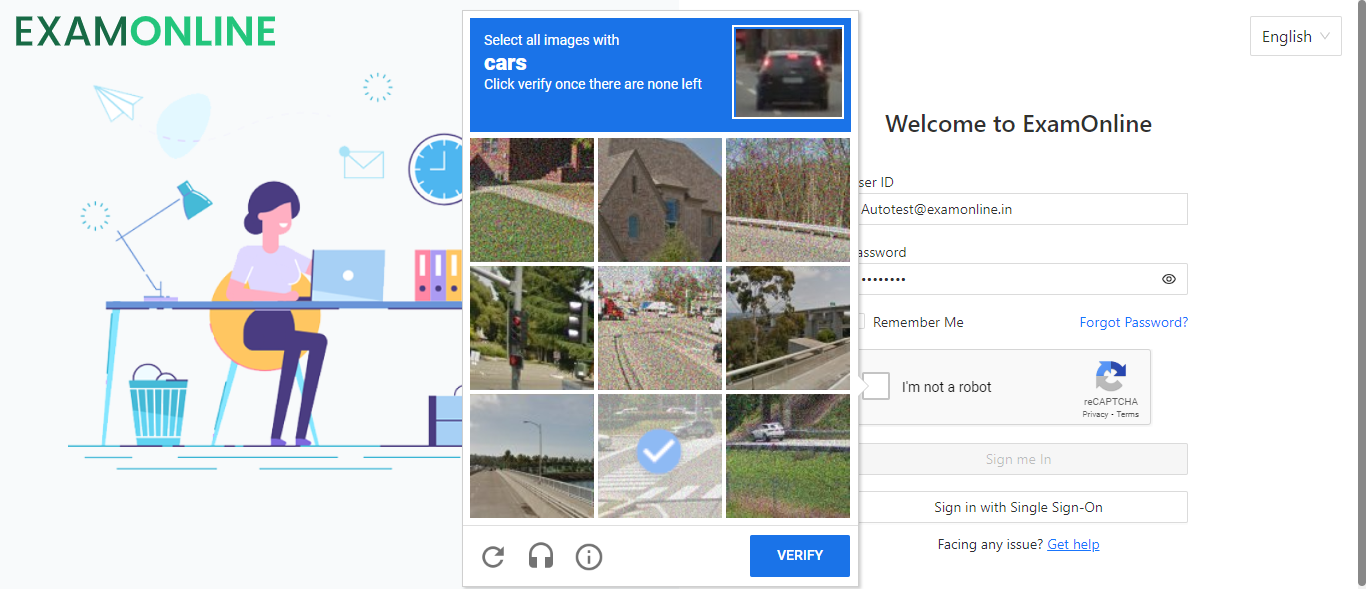 EXAMONLINE
Select all images with
cars
Click verify once there are none left
English
Welcome to ExamOnline
ser ID
Autotest@examonline.in
assword
Remember Me
Forgot Password?
I'm not a robot
reCAPTCHA
Privacy - Terms
Sign me In
Sign in with Single Sign-On
Facing any issue? Get help
VERIFY